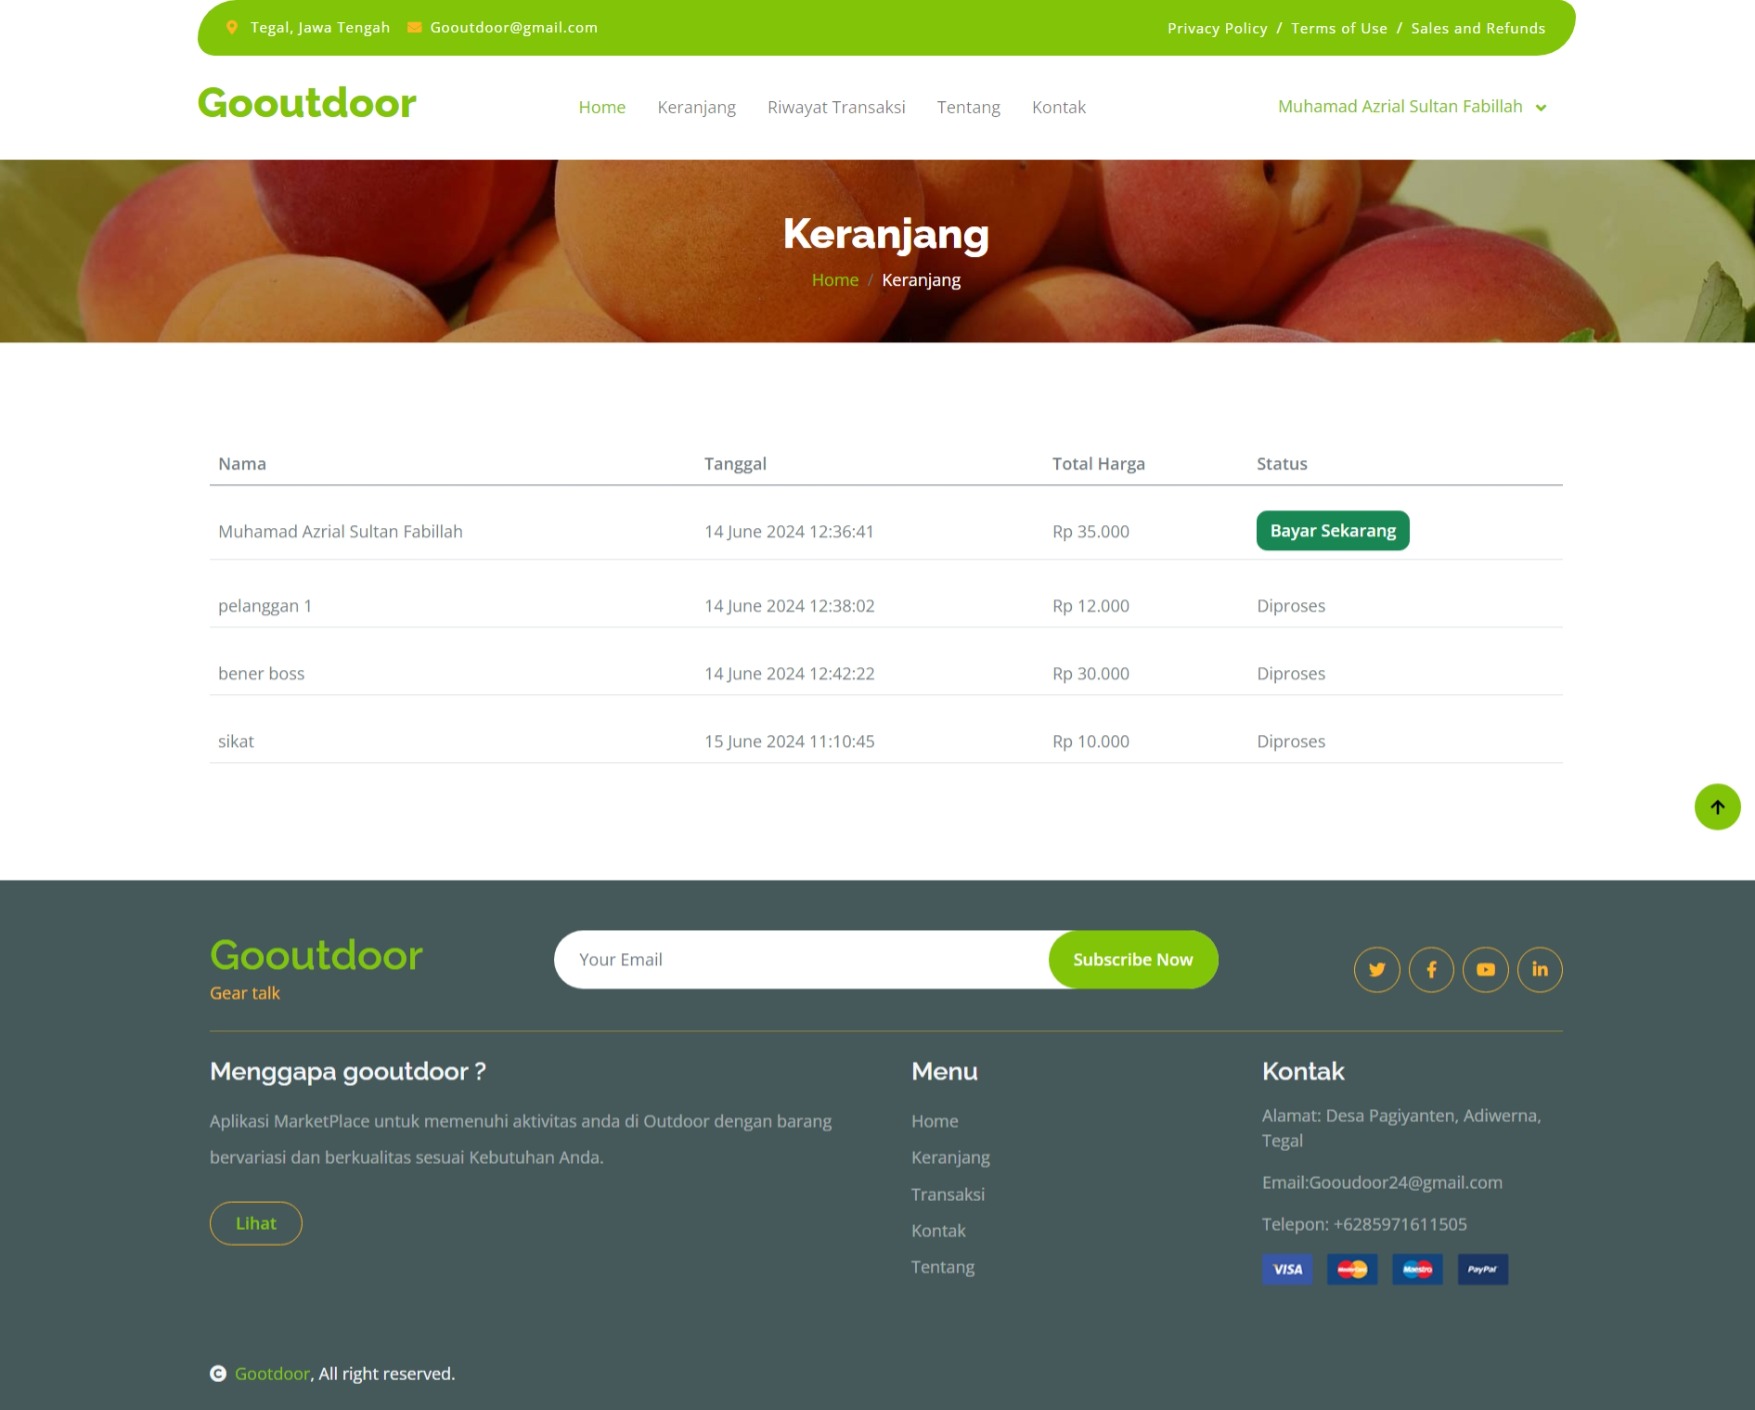 Tegal, Jawa Tengah Gooutdoor@gmail.com Privacy Policy / Terms of Use / Sales and Refunds
Gooutdoor Home Keranjang Riwayat Transaksi Tentang Kontak Muhamad Azrial Sultan Fabillah
Keranjang
Home / Keranjang
Nama Tanggal Total Harga Status
Muhamad Azrial Sultan Fabillah 14 June 2024 12:36:41 Rp 35.000 Bayar Sekarang
pelanggan 1 14 June 2024 12:38:02 Rp 12.000 Diproses
bener boss 14 June 2024 12:42:22 Rp 30.000 Diproses
sikat 15 June 2024 11:10:45 Rp 10.000 Diproses
Gooutdoor
Gear talk
Your Email Subscribe Now
Menggapa gooutdoor ?
Aplikasi MarketPlace untuk memenuhi aktivitas anda di Outdoor dengan barang
bervariasi dan berkualitas sesuai Kebutuhan Anda.
Lihat
Menu
Home
Keranjang
Transaksi
Kontak
Tentang
Kontak
Alamat: Desa Pagiyanten, Adiwerna,
Tegal
Email:Gooudoor24@gmail.com
Telepon: +6285971611505
VISA MasterCard Maestro PayPal
Gootdoor, All right reserved.